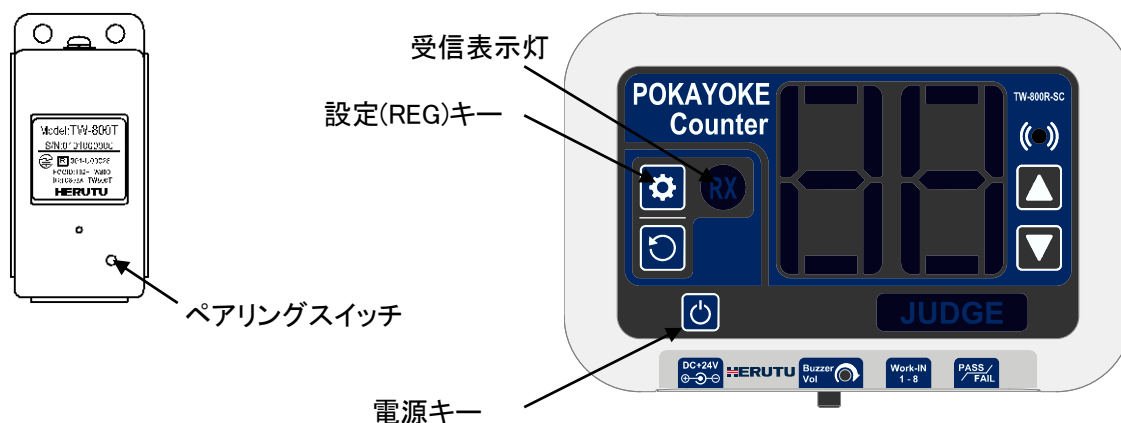 受信表示灯
設定(REG)キー
ペアリングスイッチ
電源キー
Model:TW-800T
HERUTU
POKAYOKE
Counter
TW-800R-SC
RX
JUDGE
DC+24V
HERUTU
Buzzer
Vol
Work-IN
1 - 8
PASS/
FAIL